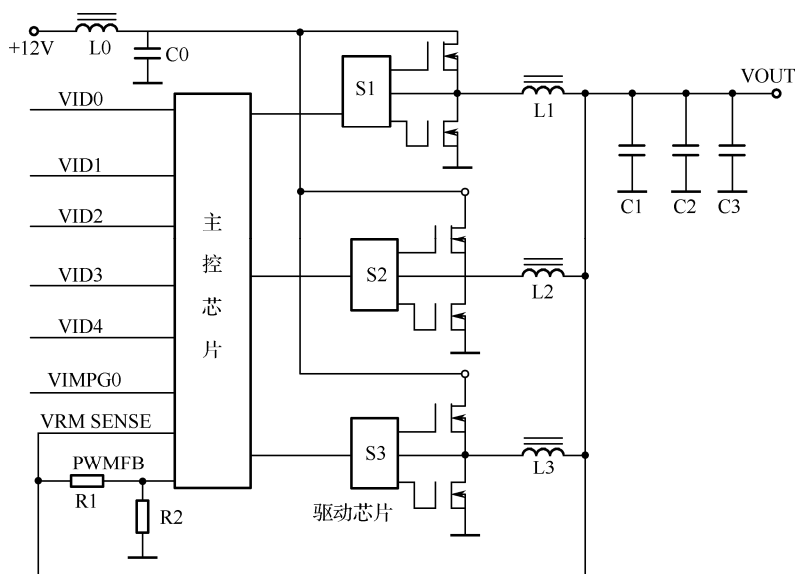 +12V
L0
C0
S1
L1
VOUT
VID0
VID1
VID2
VID3
VID4
VIMPG0
VRM SENSE
PWMFB
R1
R2
主控芯片
C1
C2
C3
S2
L2
S3
L3
驱动芯片